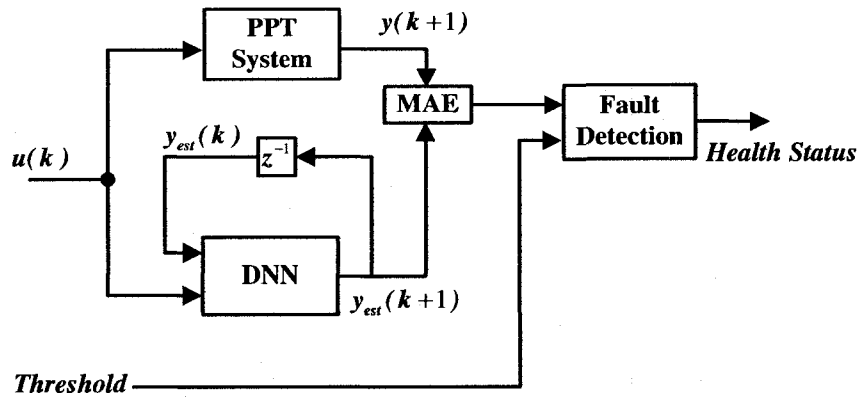 PPT
System
y(k+1)
MAE
Fault
Detection
Health Status
u(k)
y_est(k)
z⁻¹
DNN
y_est(k+1)
Threshold